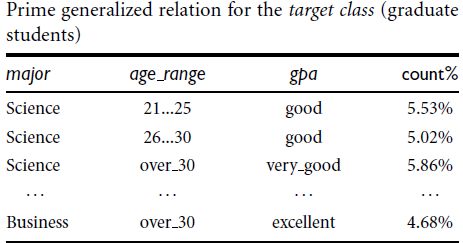 Prime generalized relation for the target class (graduate
students)
major age_range gpa count%
Science 21...25 good 5.53%
Science 26...30 good 5.02%
Science over_30 very_good 5.86%
... ... ... ...
Business over_30 excellent 4.68%